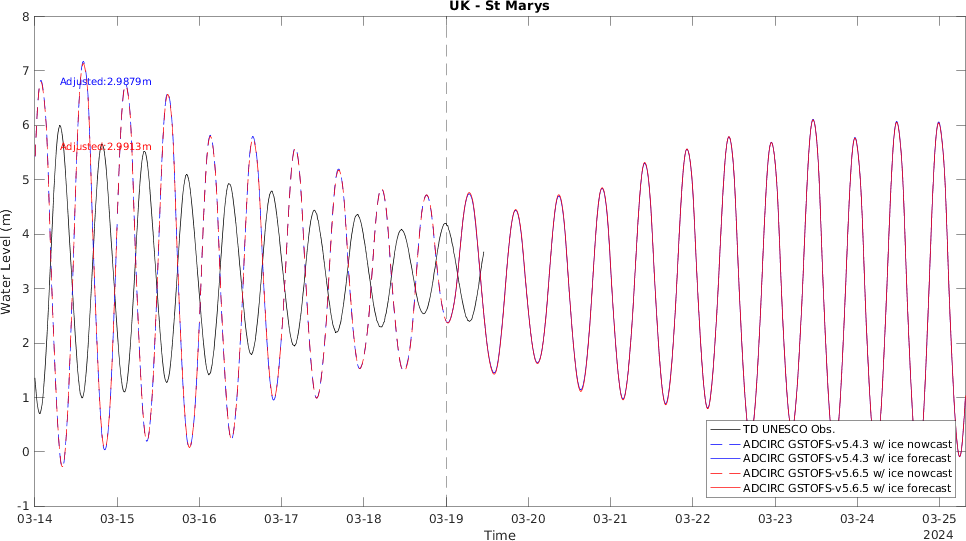 UK - St Marys
8
7
6
5
4
3
2
1
0
-1
Water Level (m)
Adjusted:2.9879m
Adjusted:2.9913m
TD UNESCO Obs.
ADCIRC GSTOFS-v5.4.3 w/ ice nowcast
ADCIRC GSTOFS-v5.4.3 w/ ice forecast
ADCIRC GSTOFS-v5.6.5 w/ ice nowcast
ADCIRC GSTOFS-v5.6.5 w/ ice forecast
03-14 03-15 03-16 03-17 03-18 03-19 03-20 03-21 03-22 03-23 03-24 03-25
Time
2024